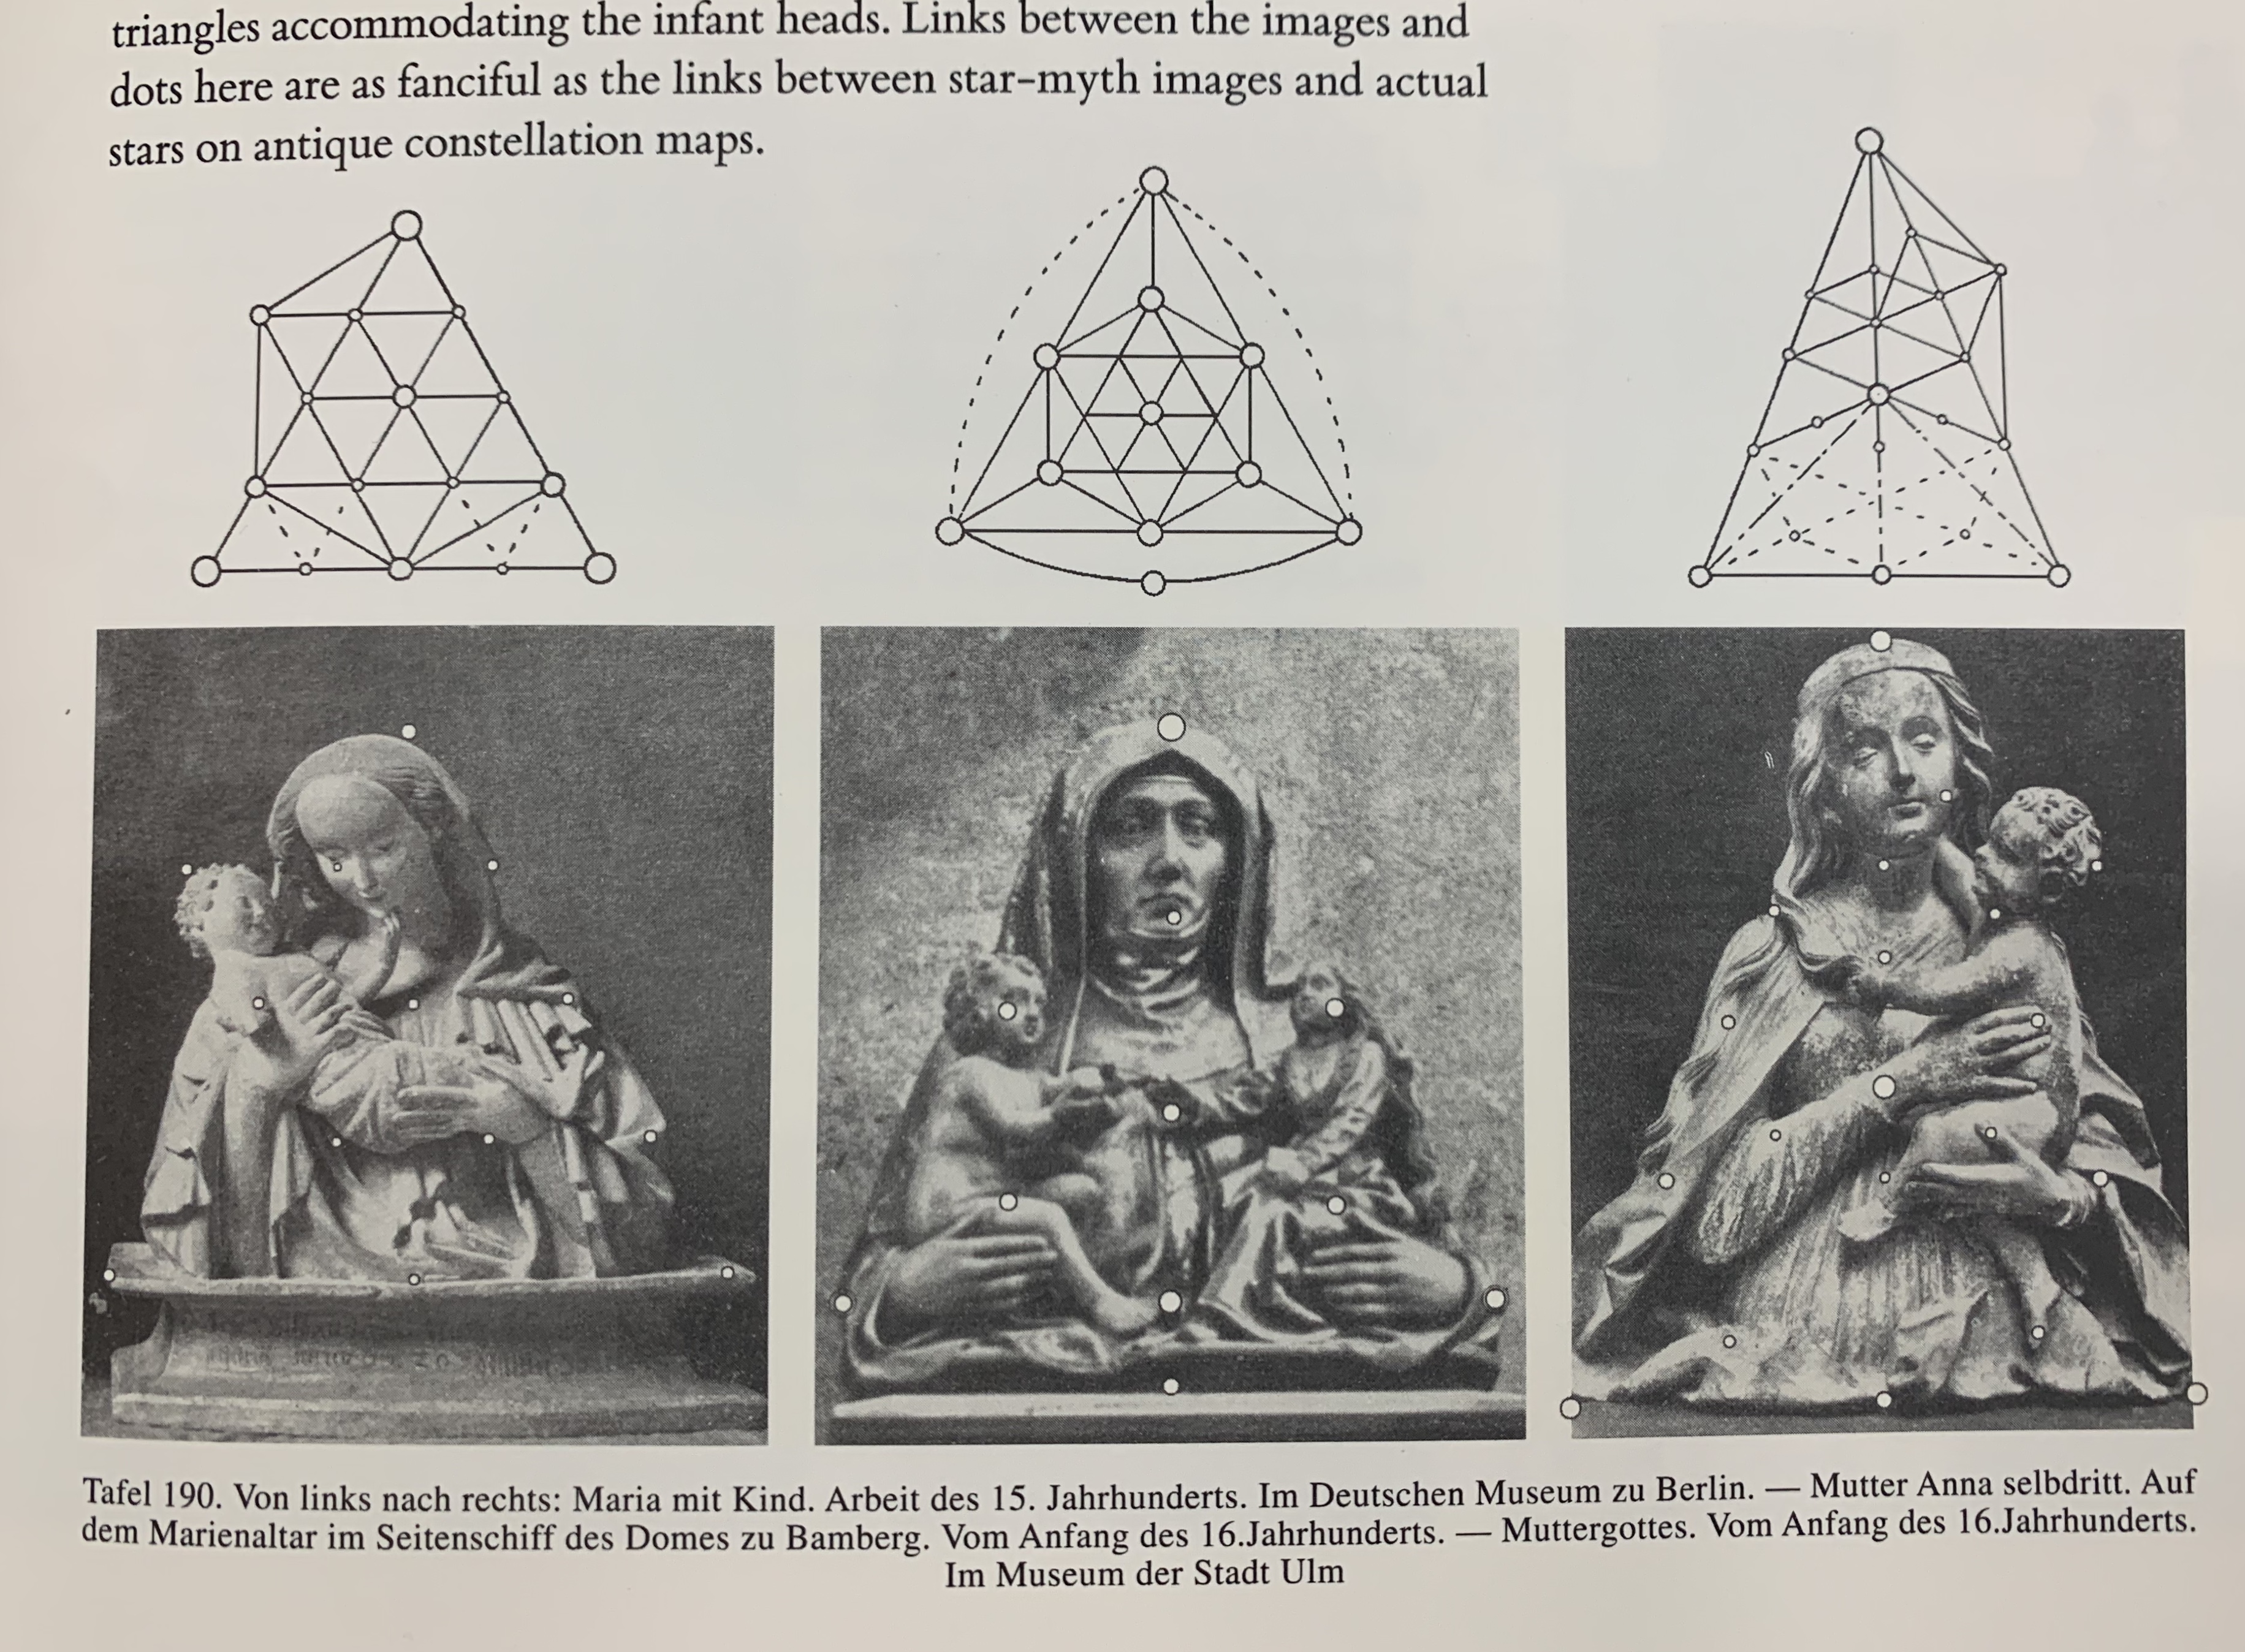 triangles accommodating the infant heads. Links between the images and
dots here are as fanciful as the links between star-myth images and actual
stars on antique constellation maps.
Tafel 190. Von links nach rechts: Maria mit Kind. Arbeit des 15. Jahrhunderts. Im Deutschen Museum zu Berlin. — Mutter Anna selbdritt. Auf
dem Marienaltar im Seitenschiff des Domes zu Bamberg. Vom Anfang des 16.Jahrhunderts. — Muttergottes. Vom Anfang des 16.Jahrhunderts.
Im Museum der Stadt Ulm